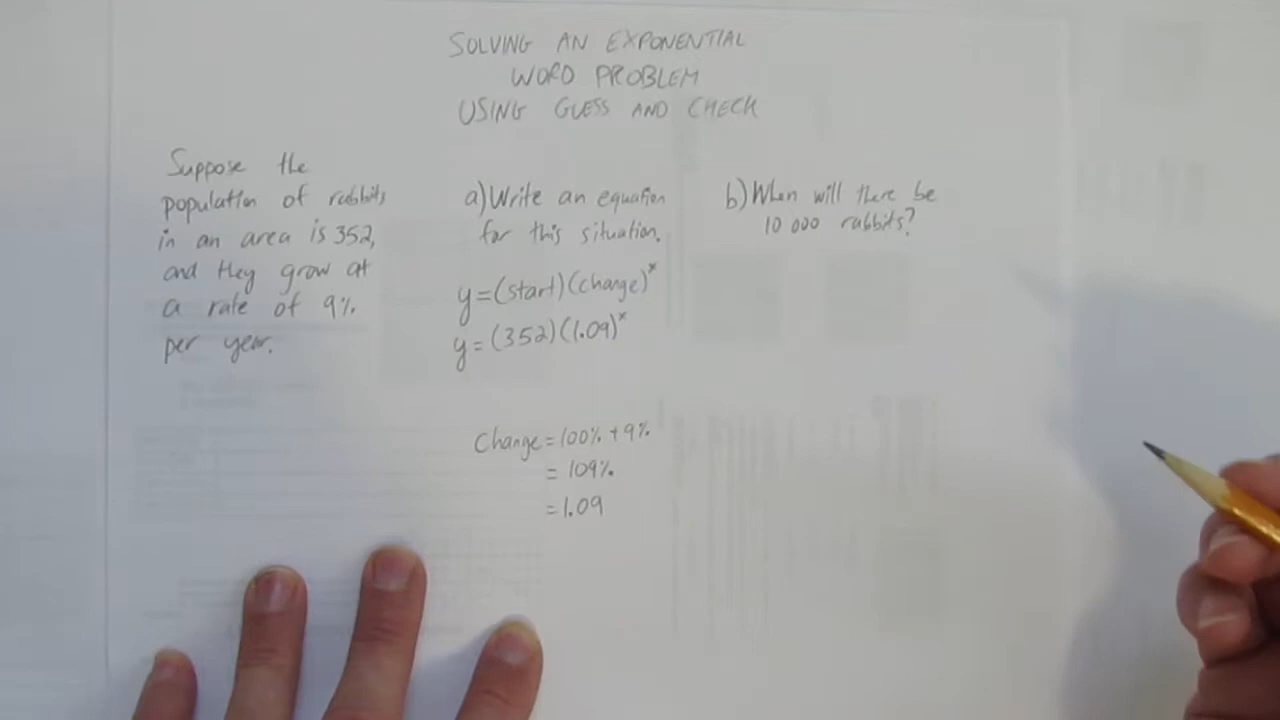 SOLVING AN EXPONENTIAL
WORD PROBLEM
USING GUESS AND CHECK
Suppose the
population of rabbits
in an area is 352,
and they grow at
a rate of 9%
per year.
a) Write an equation
for this situation.
y=(start)(change)^x
y=(352)(1.09)^x
Change=100%+9%
=109%
=1.09
b) When will there be
10 000 rabbits?